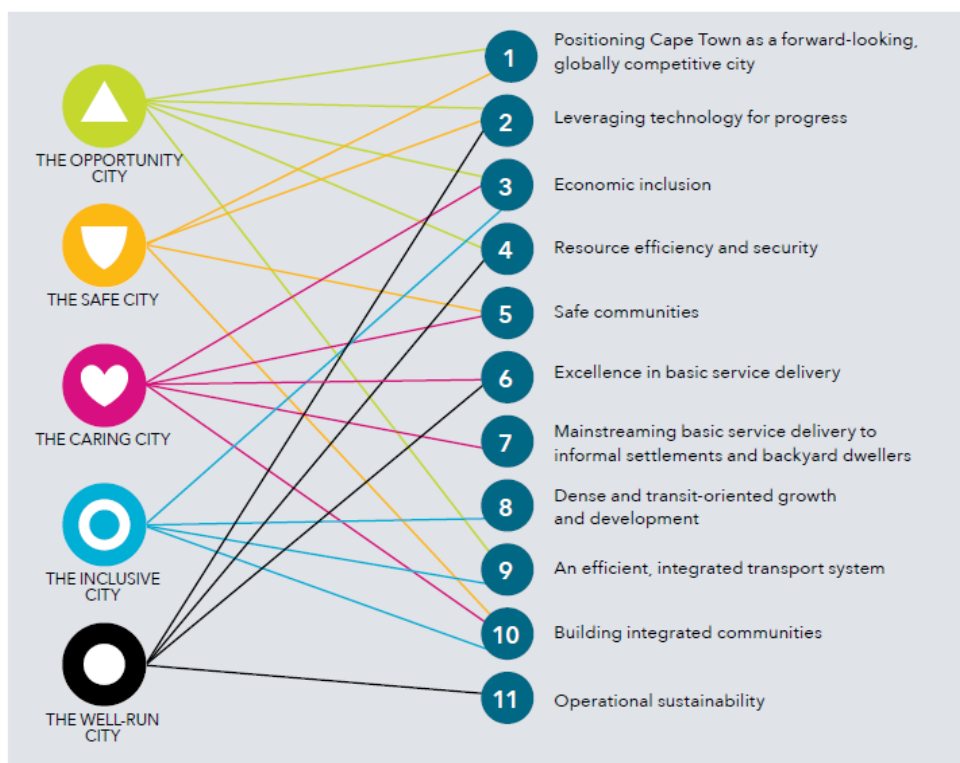 THE OPPORTUNITY
CITY
THE SAFE CITY
THE CARING CITY
THE INCLUSIVE
CITY
THE WELL-RUN
CITY
1
Positioning Cape Town as a forward-looking,
globally competitive city
2
Leveraging technology for progress
3
Economic inclusion
4
Resource efficiency and security
5
Safe communities
6
Excellence in basic service delivery
7
Mainstreaming basic service delivery to
informal settlements and backyard dwellers
8
Dense and transit-oriented growth
and development
9
An efficient, integrated transport system
10
Building integrated communities
11
Operational sustainability